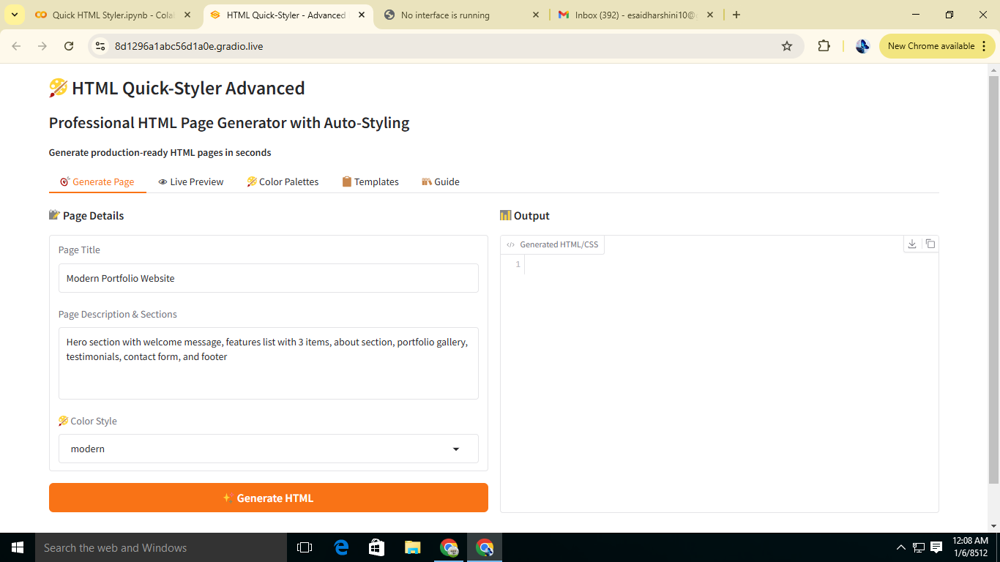 Quick HTML Styler.ipynb - Colab
HTML Quick-Styler - Advanced
No interface is running
Inbox (392) - esaidharshini10@g
8d1296a1abc56d1a0e.gradio.live
New Chrome available
HTML Quick-Styler Advanced
Professional HTML Page Generator with Auto-Styling
Generate production-ready HTML pages in seconds
Generate Page
Live Preview
Color Palettes
Templates
Guide
Page Details
Page Title
Modern Portfolio Website
Page Description & Sections
Hero section with welcome message, features list with 3 items, about section, portfolio gallery,
testimonials, contact form, and footer
Color Style
modern
Generate HTML
Output
Generated HTML/CSS
1
Search the web and Windows
12:08 AM
1/6/8512